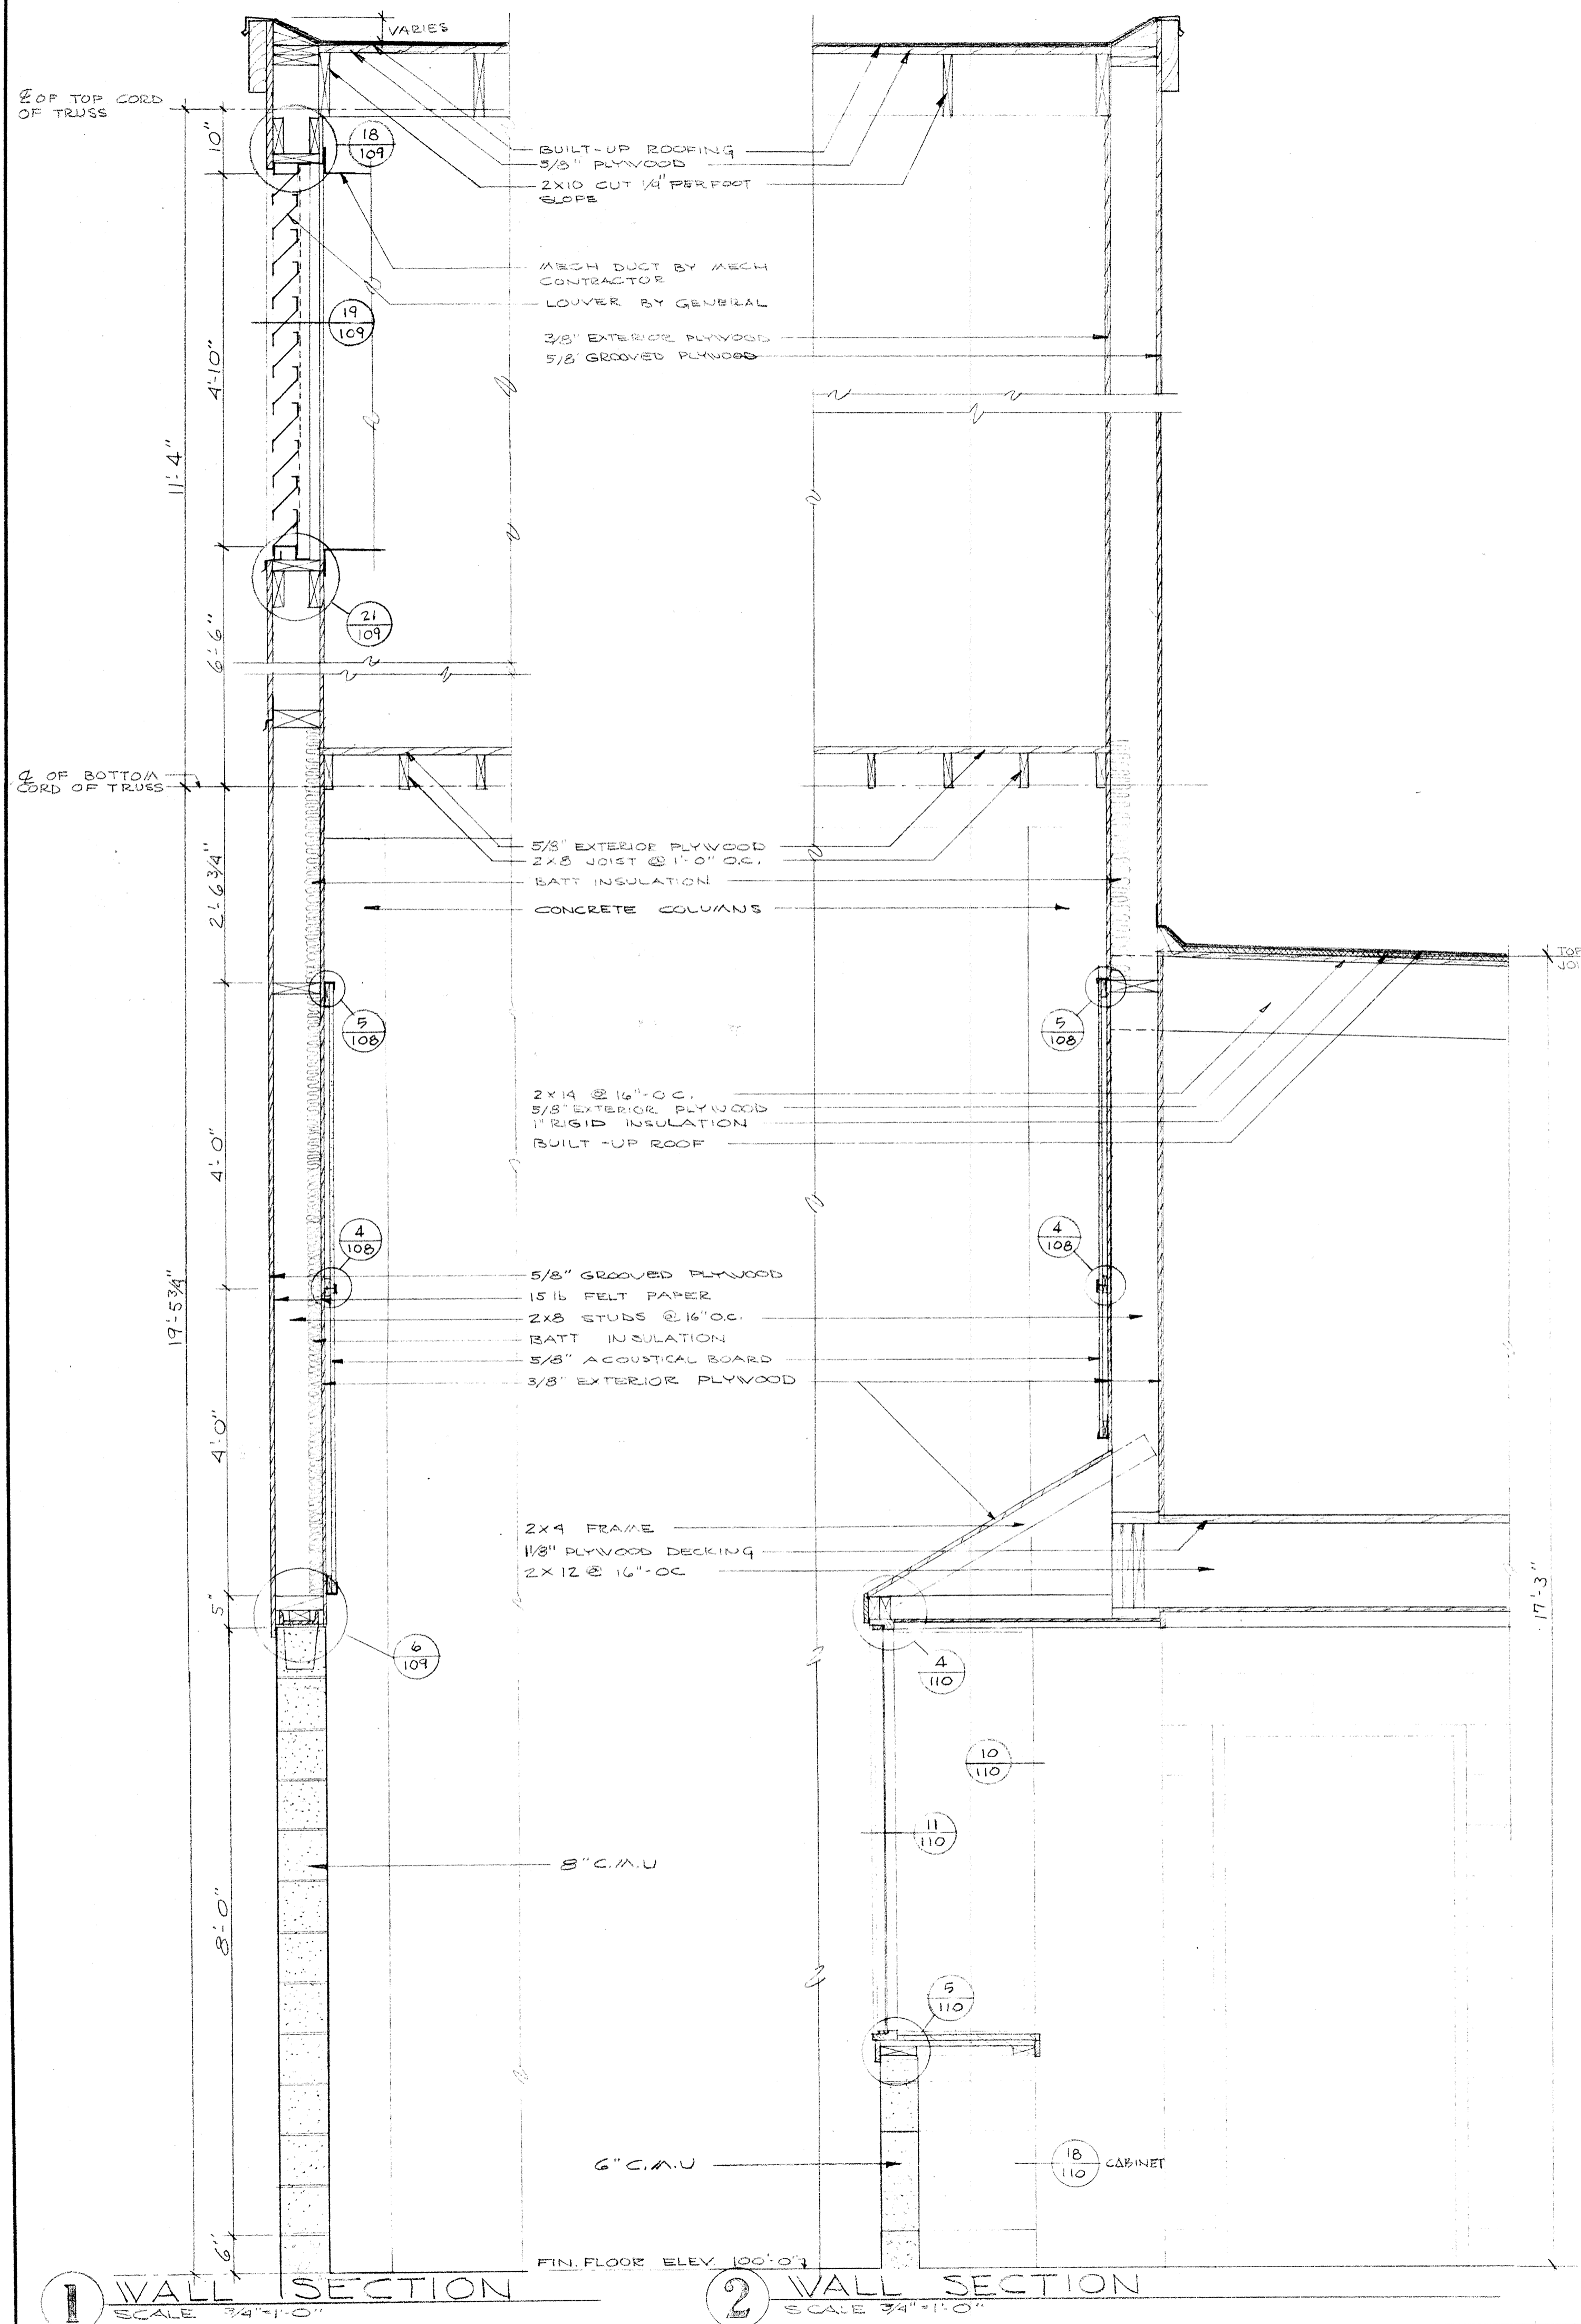 VARIES
℄ OF TOP CORD
OF TRUSS
10"
18
109
BUILT-UP ROOFING
5/8" PLYWOOD
2X10 CUT 1/4" PER FOOT
SLOPE
MECH DUCT BY MECH
CONTRACTOR
LOUVER BY GENERAL
19
109
3/8" EXTERIOR PLYWOOD
5/8" GROOVED PLYWOOD
4'-10"
11'-4"
21
109
6'-6"
℄ OF BOTTOM
CORD OF TRUSS
5/8" EXTERIOR PLYWOOD
2X8 JOIST @ 1'-0" O.C.
BATT INSULATION
CONCRETE COLUMNS
2'-6 3/4"
TOP
JOI
5
108
5
108
2X14 @ 16"-O.C.
5/8" EXTERIOR PLYWOOD
1" RIGID INSULATION
BUILT-UP ROOF
4'-0"
4
108
4
108
5/8" GROOVED PLYWOOD
15 lb FELT PAPER
2X8 STUDS @ 16" O.C.
BATT INSULATION
5/8" ACOUSTICAL BOARD
3/8" EXTERIOR PLYWOOD
19'-5 3/4"
4'-0"
2X4 FRAME
1 1/8" PLYWOOD DECKING
2X12 @ 16"-OC
5"
17'-3"
6
109
4
110
10
110
11
110
8" C.M.U
8'-0"
5
110
6" C.M.U
18
110
CABINET
6"
FIN. FLOOR ELEV. 100'-0"
1 WALL SECTION
SCALE 3/4"=1'-0"
2 WALL SECTION
SCALE 3/4"=1'-0"